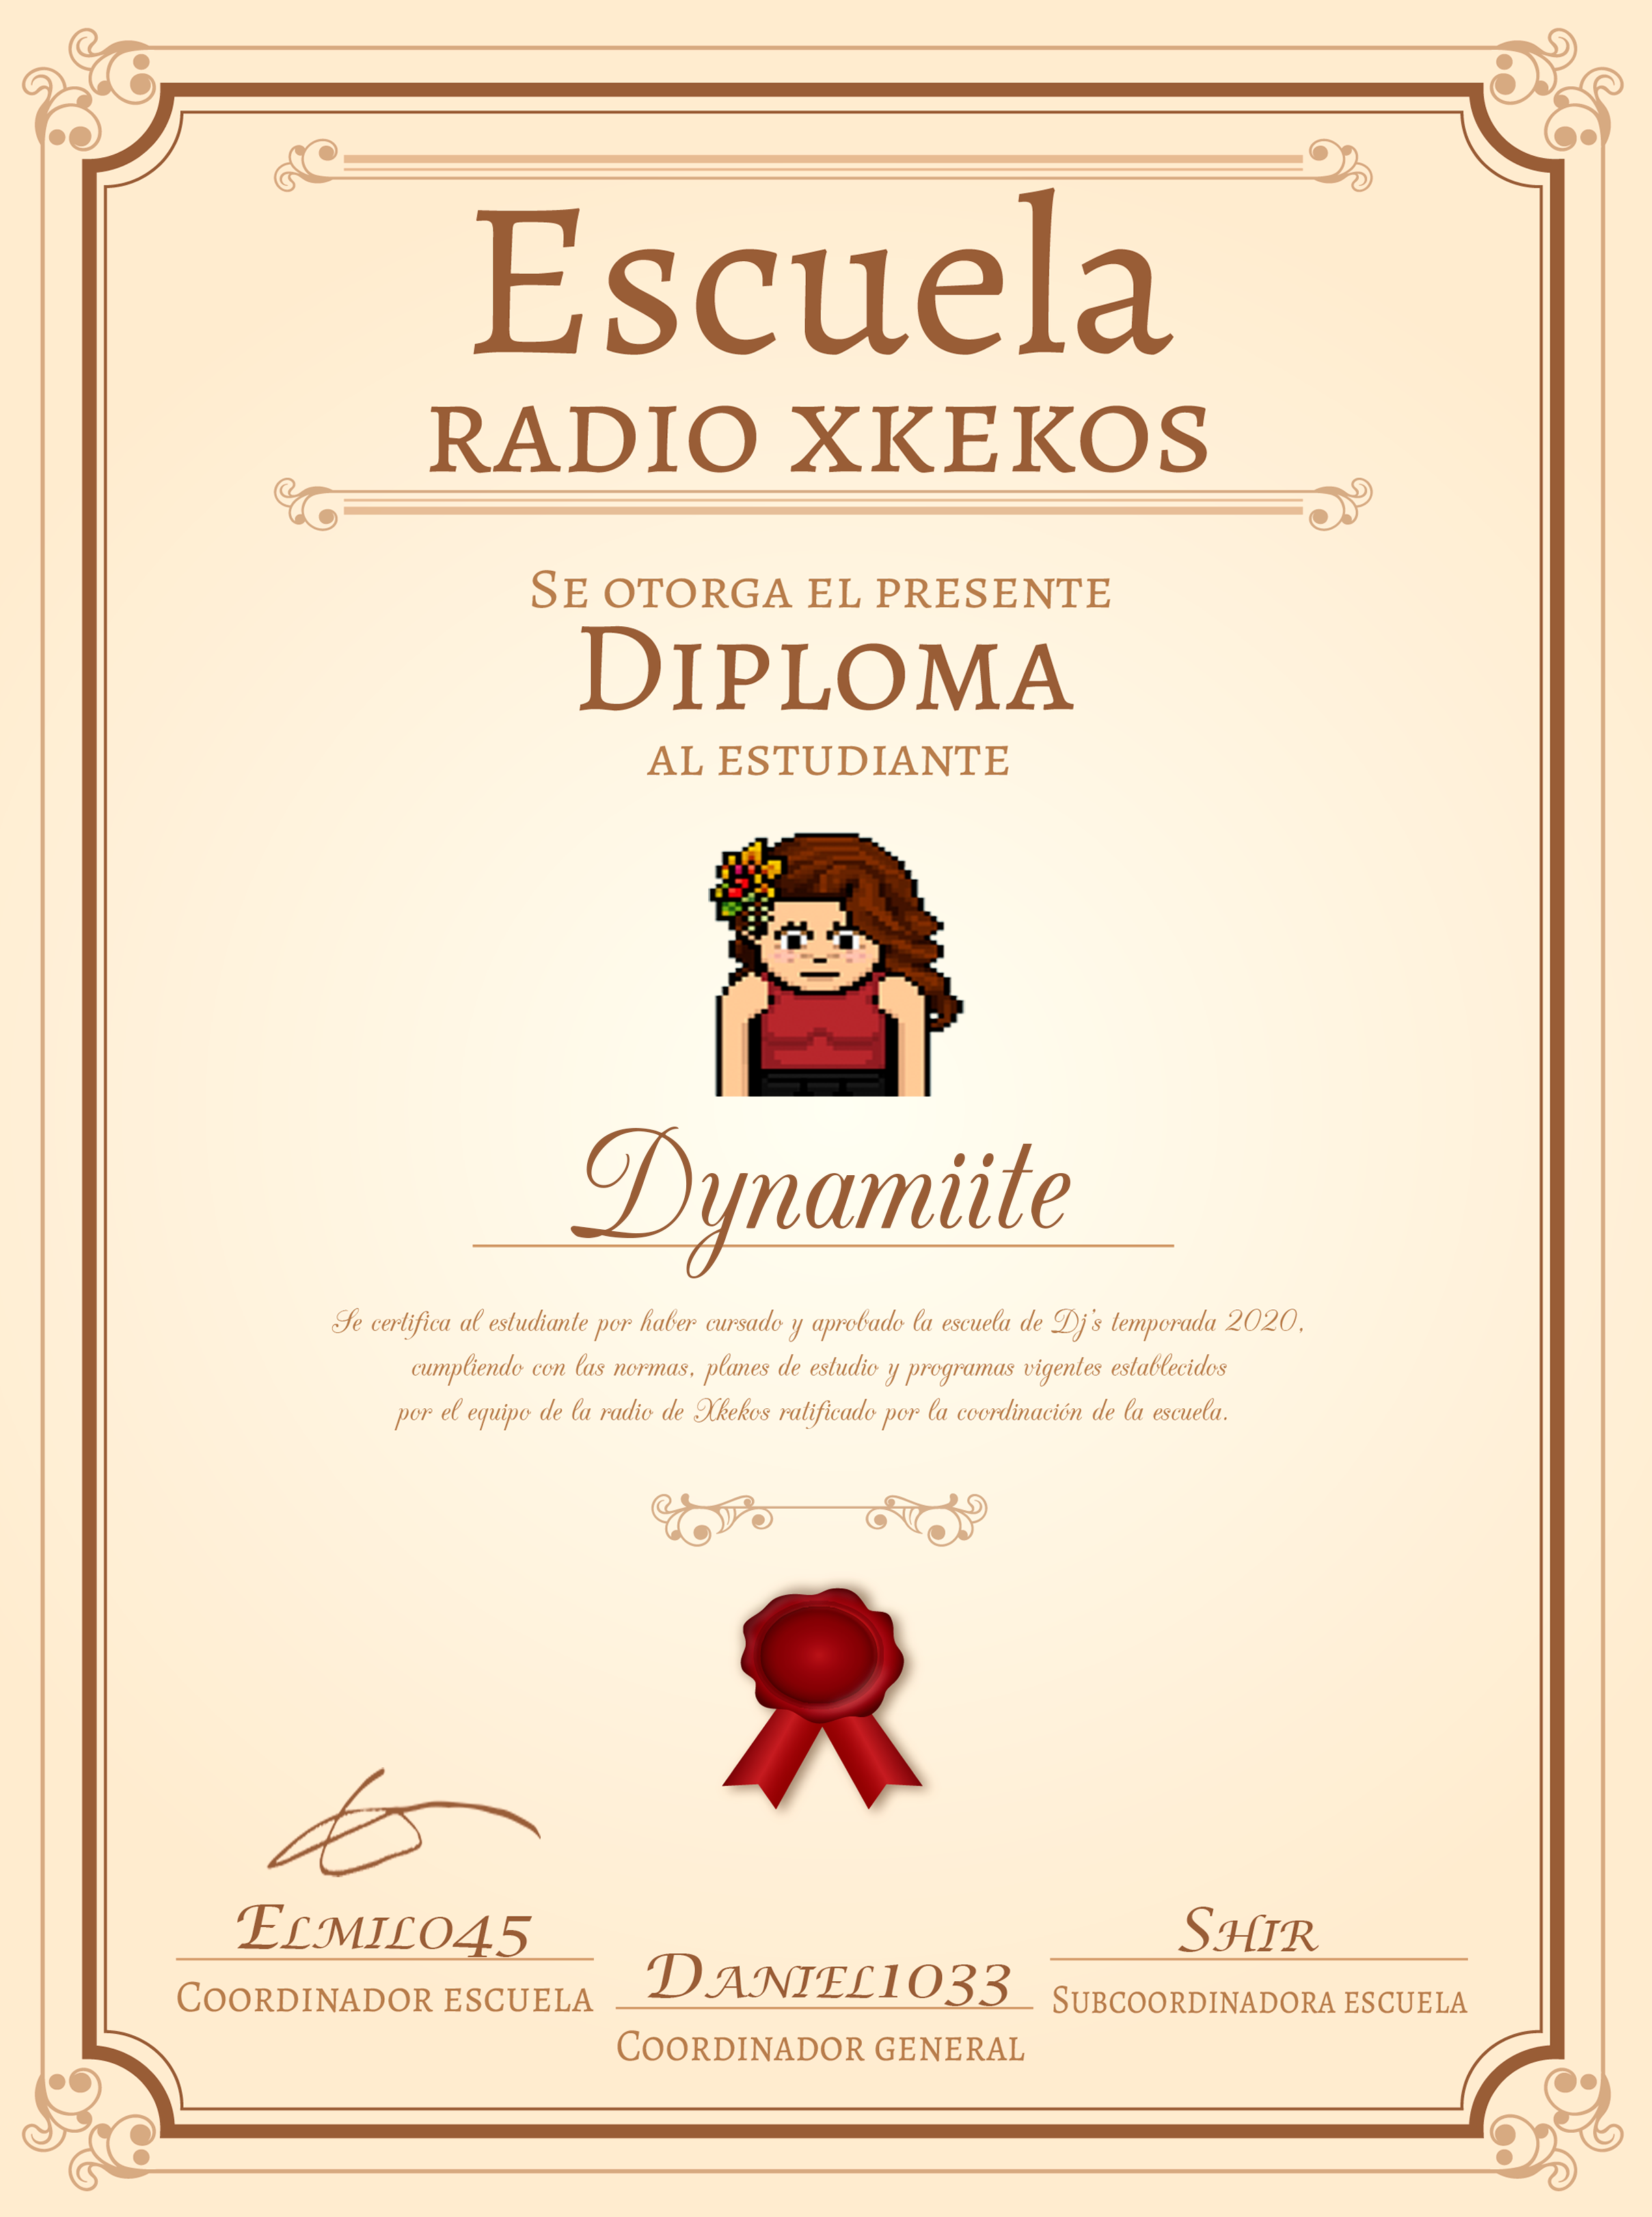 Escuela
RADIO XKEKOS
SE OTORGA EL PRESENTE
DIPLOMA
AL ESTUDIANTE
Dynamiite
Se certifica al estudiante por haber cursado y aprobado la escuela de Dj's temporada 2020,
cumpliendo con las normas, planes de estudio y programas vigentes establecidos
por el equipo de la radio de Xkekos ratificado por la coordinación de la escuela.
ELMILO45
COORDINADOR ESCUELA
DANIEL1033
COORDINADOR GENERAL
SHIR
SUBCOORDINADORA ESCUELA